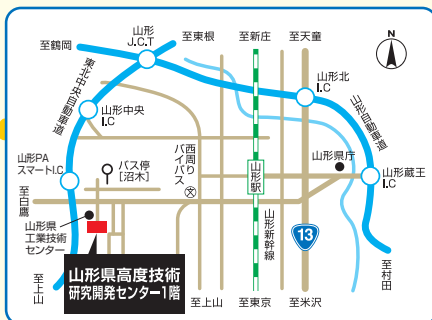 山形
J.C.T
至東根
至新庄
至天童
至鶴岡
N
東北中央自動車道
山形北
I.C
山形自動車道
山形中央
I.C
西周り
バイパス
山形県庁
山形PA
スマートI.C
バス停
[沼木]
文
山形駅
山形蔵王
I.C
至白鷹
山形県
工業技術
センター
山形新幹線
13
至村田
山形県高度技術
研究開発センター1階
至上山
至上山
至東京
至米沢